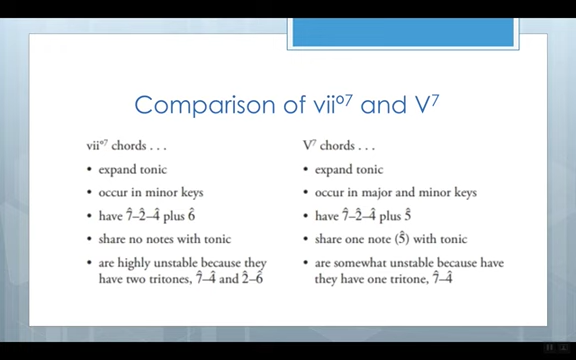 Comparison of viiº⁷ and V⁷
viiº⁷ chords . . .
• expand tonic
• occur in minor keys
• have 7̂–2̂–4̂ plus 6̂
• share no notes with tonic
• are highly unstable because they
have two tritones, 7̂–4̂ and 2̂–6̂
V⁷ chords . . .
• expand tonic
• occur in major and minor keys
• have 7̂–2̂–4̂ plus 5̂
• share one note (5̂) with tonic
• are somewhat unstable because have
they have one tritone, 7̂–4̂